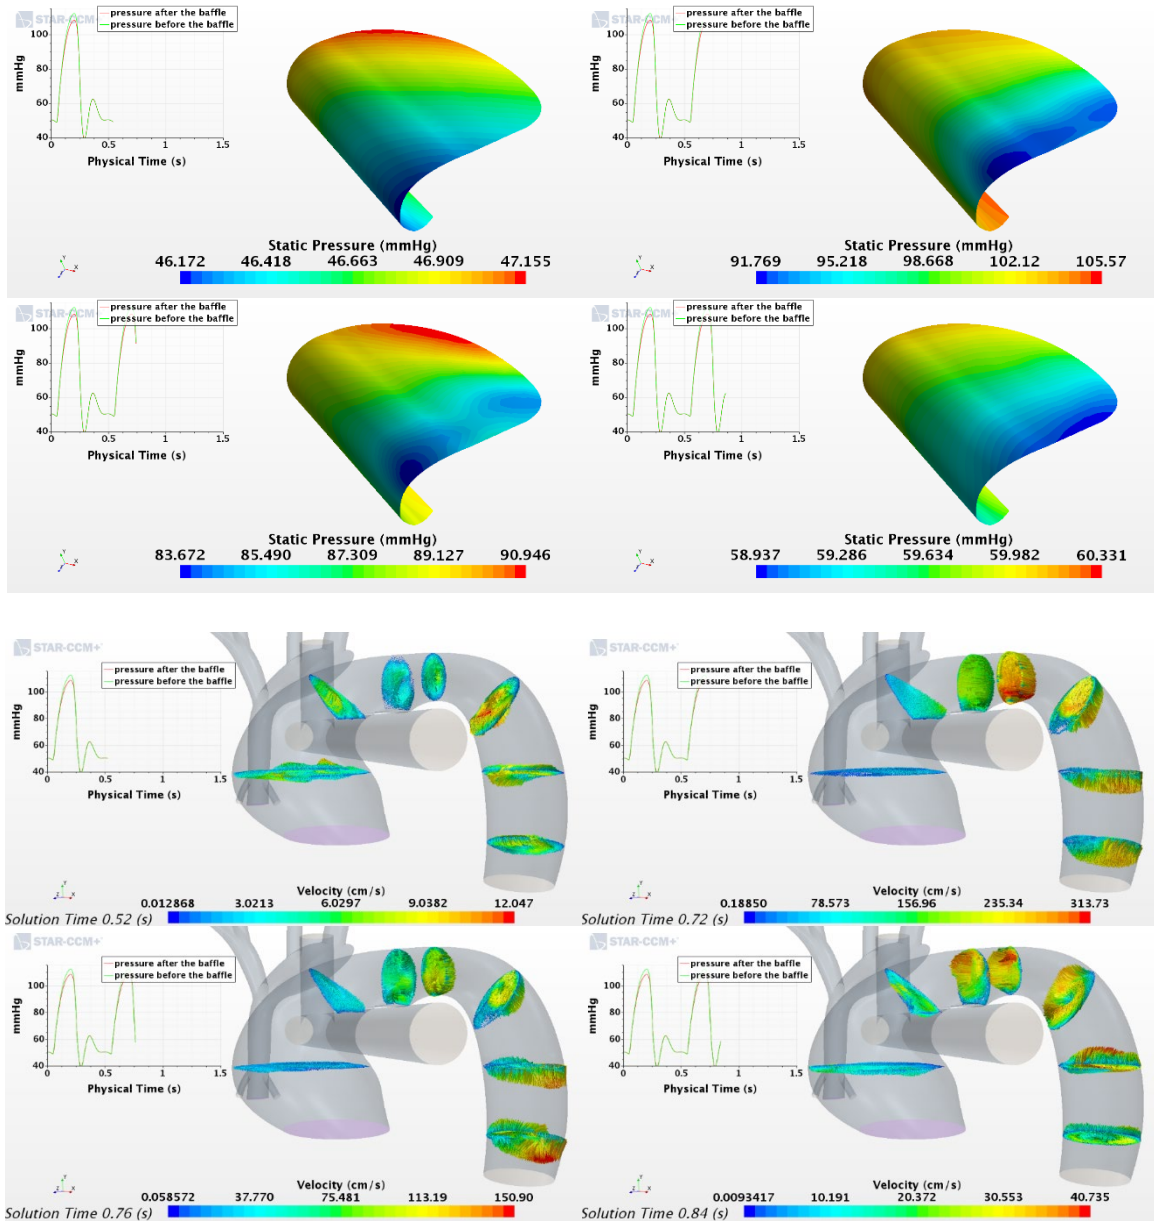 STAR-CCM+
pressure after the baffle
pressure before the baffle
mmHg
100
80
60
40
0
0.5
1
1.5
Physical Time (s)
Static Pressure (mmHg)
46.172 46.418 46.663 46.909 47.155
STAR-CCM+
pressure after the baffle
pressure before the baffle
mmHg
100
80
60
40
0
0.5
1
1.5
Physical Time (s)
Static Pressure (mmHg)
91.769 95.218 98.668 102.12 105.57
pressure after the baffle
pressure before the baffle
mmHg
100
80
60
40
0
0.5
1
1.5
Physical Time (s)
Static Pressure (mmHg)
83.672 85.490 87.309 89.127 90.946
pressure after the baffle
pressure before the baffle
mmHg
100
80
60
40
0
0.5
1
1.5
Physical Time (s)
Static Pressure (mmHg)
58.937 59.286 59.634 59.982 60.331
STAR-CCM+
pressure after the baffle
pressure before the baffle
mmHg
100
80
60
40
0
0.5
1
1.5
Physical Time (s)
Velocity (cm/s)
0.012868 3.0213 6.0297 9.0382 12.047
Solution Time 0.52 (s)
STAR-CCM+
pressure after the baffle
pressure before the baffle
mmHg
100
80
60
40
0
0.5
1
1.5
Physical Time (s)
Velocity (cm/s)
0.18850 78.573 156.96 235.34 313.73
Solution Time 0.72 (s)
STAR-CCM+
pressure after the baffle
pressure before the baffle
mmHg
100
80
60
40
0
0.5
1
1.5
Physical Time (s)
Velocity (cm/s)
0.058572 37.770 75.481 113.19 150.90
Solution Time 0.76 (s)
STAR-CCM+
pressure after the baffle
pressure before the baffle
mmHg
100
80
60
40
0
0.5
1
1.5
Physical Time (s)
Velocity (cm/s)
0.0093417 10.191 20.372 30.553 40.735
Solution Time 0.84 (s)